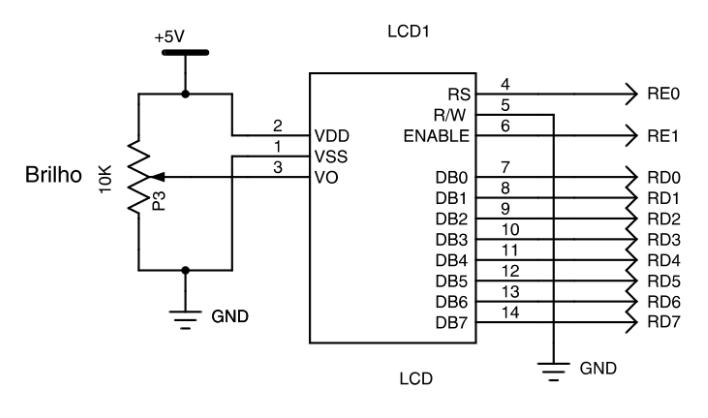 LCD1
+5V
Brilho
10K
P3
GND
2 VDD
1 VSS
3 VO
RS 4 RE0
R/W 5
ENABLE 6 RE1
DB0 7 RD0
DB1 8 RD1
DB2 9 RD2
DB3 10 RD3
DB4 11 RD4
DB5 12 RD5
DB6 13 RD6
DB7 14 RD7
GND
LCD